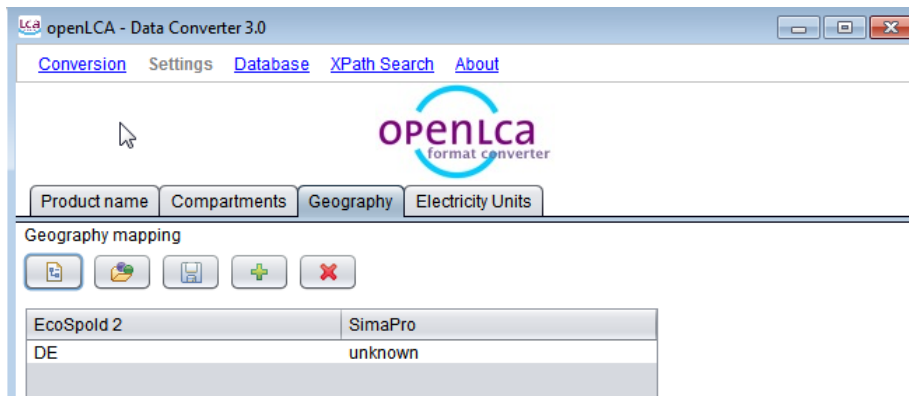 LCA openLCA - Data Converter 3.0
Conversion Settings Database XPath Search About
openLca
format converter
Product name Compartments Geography Electricity Units
Geography mapping
EcoSpold 2 SimaPro
DE unknown